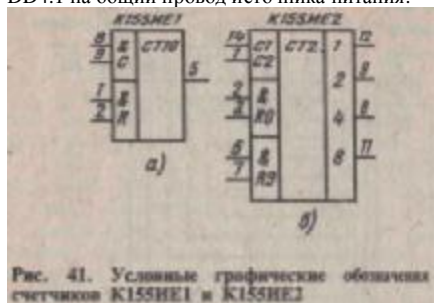 DD4.1 на общий провод источника питания.
К155ИЕ1
К155ИЕ2
8
9
&
C
CT10
5
1
2
&
R
а)
14
1
C1
C2
CT2
1
12
2
9
4
8
8
11
2
3
&
R0
6
7
&
R9
б)
Рис. 41. Условные графические обозначения
счетчиков К155ИЕ1 и К155ИЕ2